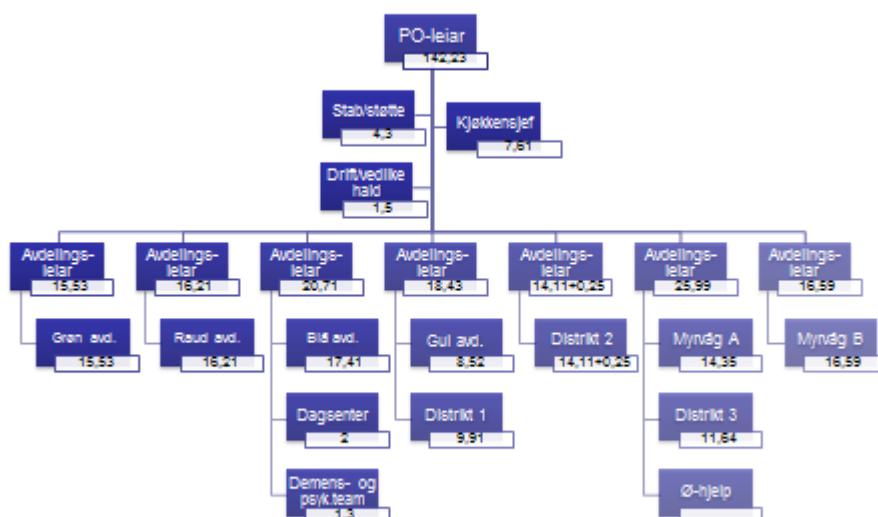 PO-leiar
142,23
Stab/støtte
4,3
Kjøkkensjef
7,61
Drift/vedlike
hald
1,5
Avdelings-
leiar
15,53
Avdelings-
leiar
16,21
Avdelings-
leiar
20,71
Avdelings-
leiar
18,43
Avdelings-
leiar
14,11+0,25
Avdelings-
leiar
25,99
Avdelings-
leiar
16,59
Grøn avd.
15,53
Raud avd.
16,21
Blå avd.
17,41
Gul avd.
8,52
Distrikt 2
14,11+0,25
Myrvåg A
14,35
Myrvåg B
16,59
Dagsenter
2
Distrikt 1
9,91
Distrikt 3
11,64
Demens- og
psyk.team
1,3
Ø-hjelp